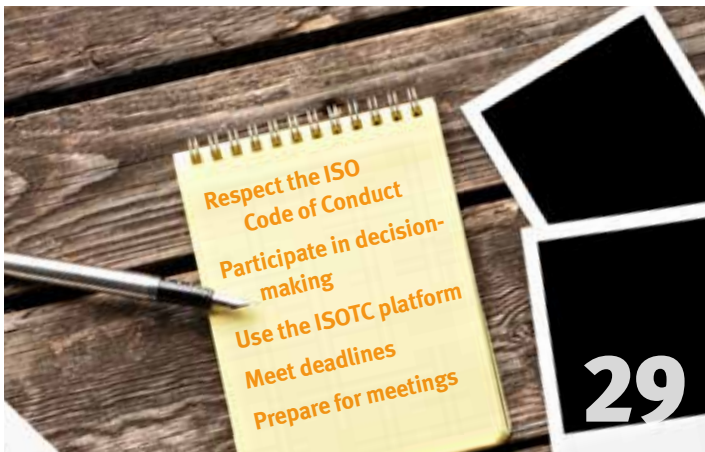 Respect the ISO
Code of Conduct
Participate in decision-
making
Use the ISOTC platform
Meet deadlines
Prepare for meetings
29